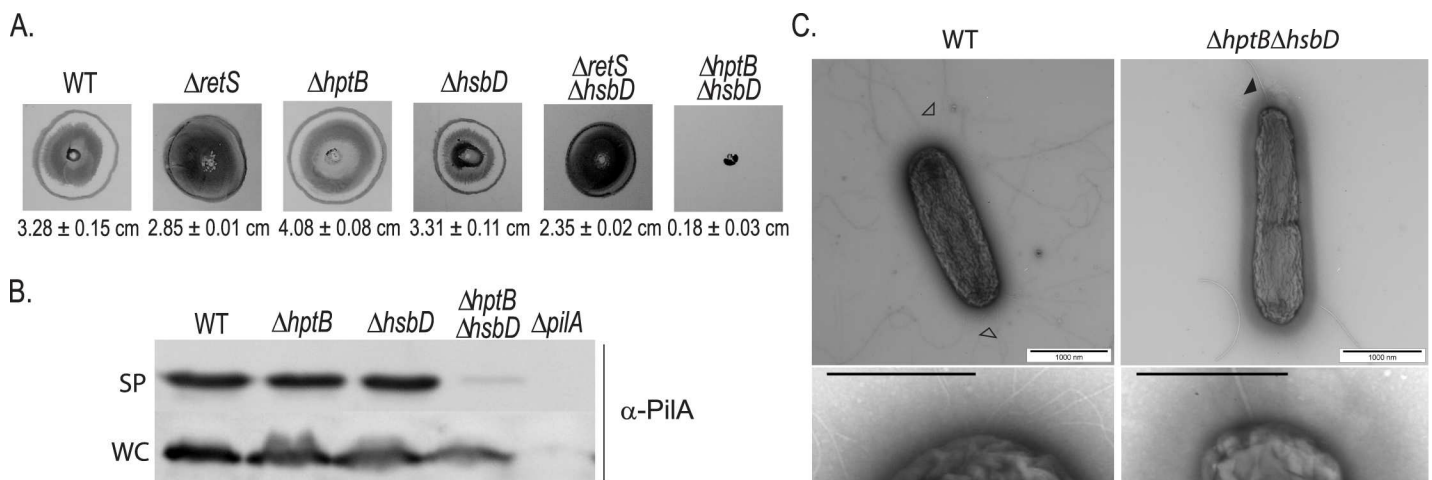 A.
WT
ΔretS
ΔhptB
ΔhsbD
ΔretS
ΔhsbD
ΔhptB
ΔhsbD
3.28 ± 0.15 cm
2.85 ± 0.01 cm
4.08 ± 0.08 cm
3.31 ± 0.11 cm
2.35 ± 0.02 cm
0.18 ± 0.03 cm
B.
WT
ΔhptB
ΔhsbD
ΔhptB
ΔhsbD
ΔpilA
SP
WC
α-PilA
C.
WT
ΔhptBΔhsbD
1000 nm
1000 nm